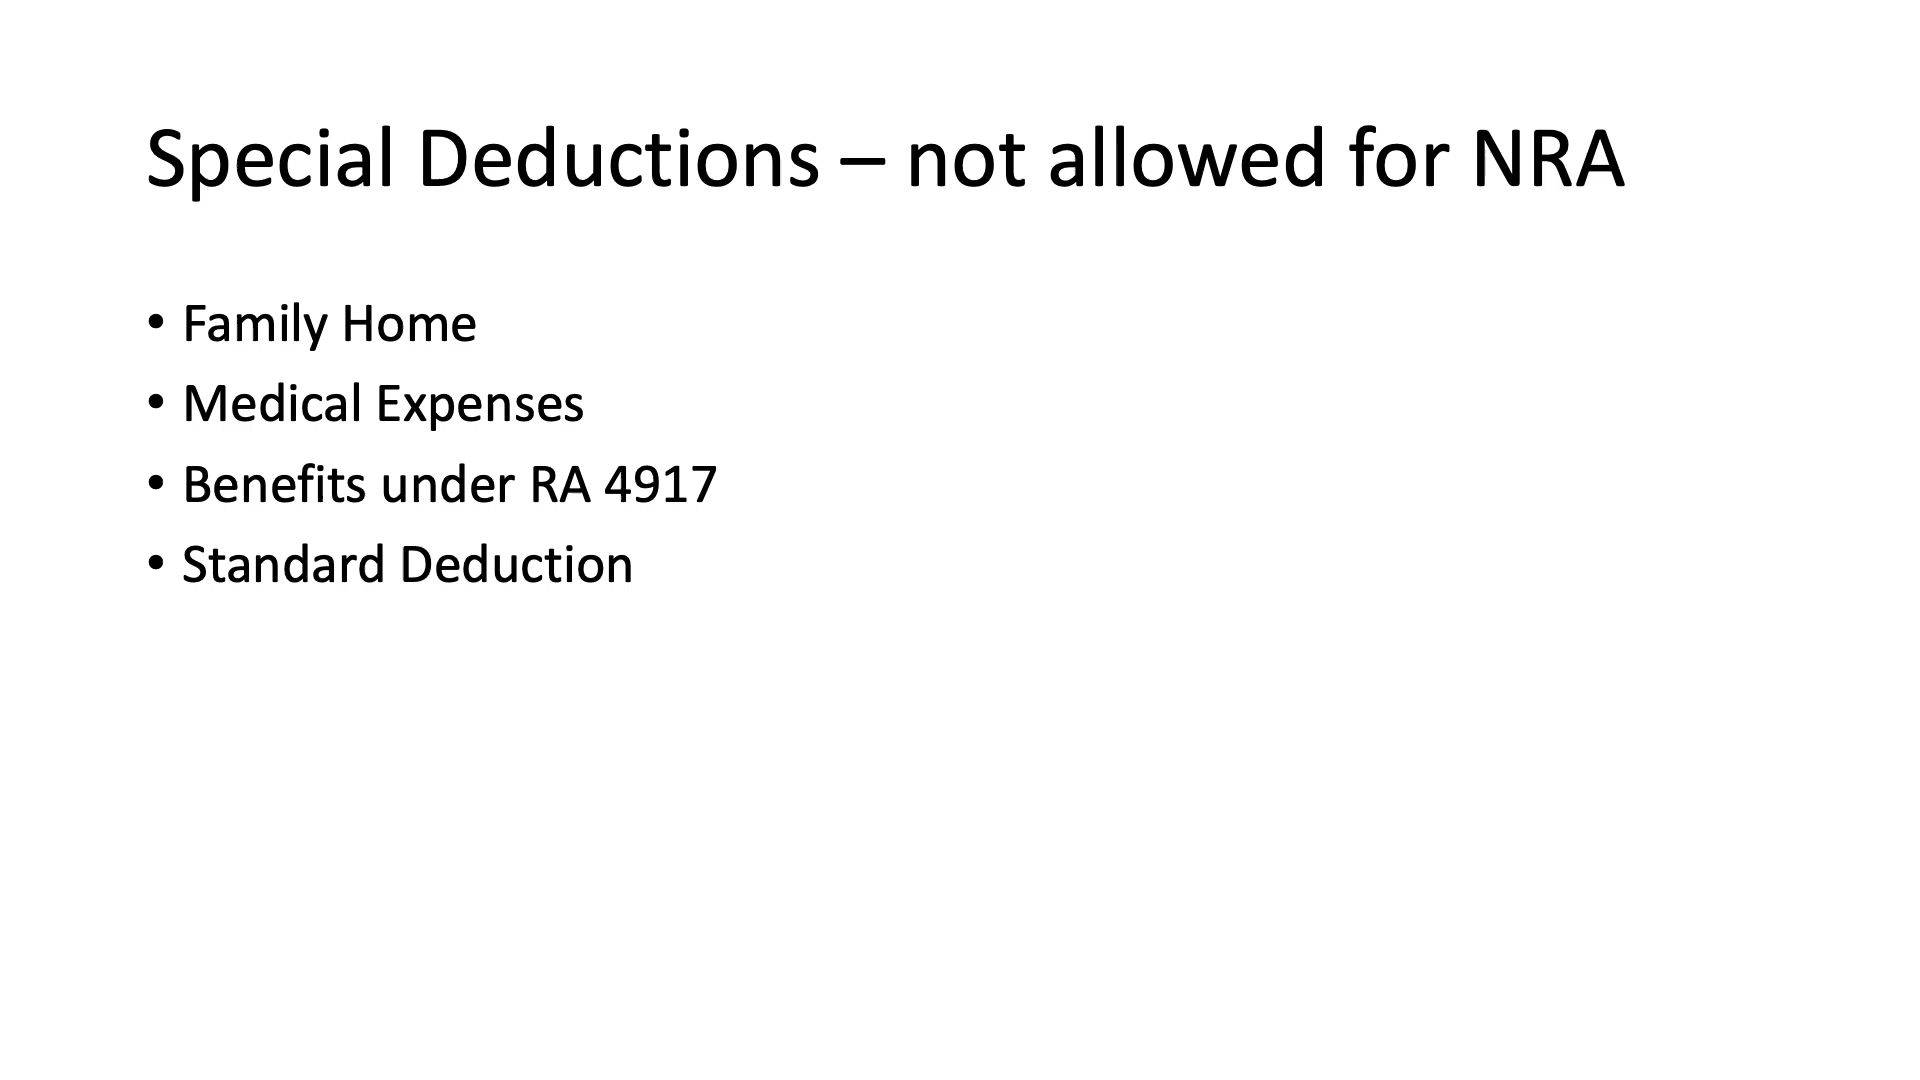 Special Deductions – not allowed for NRA
• Family Home
• Medical Expenses
• Benefits under RA 4917
• Standard Deduction